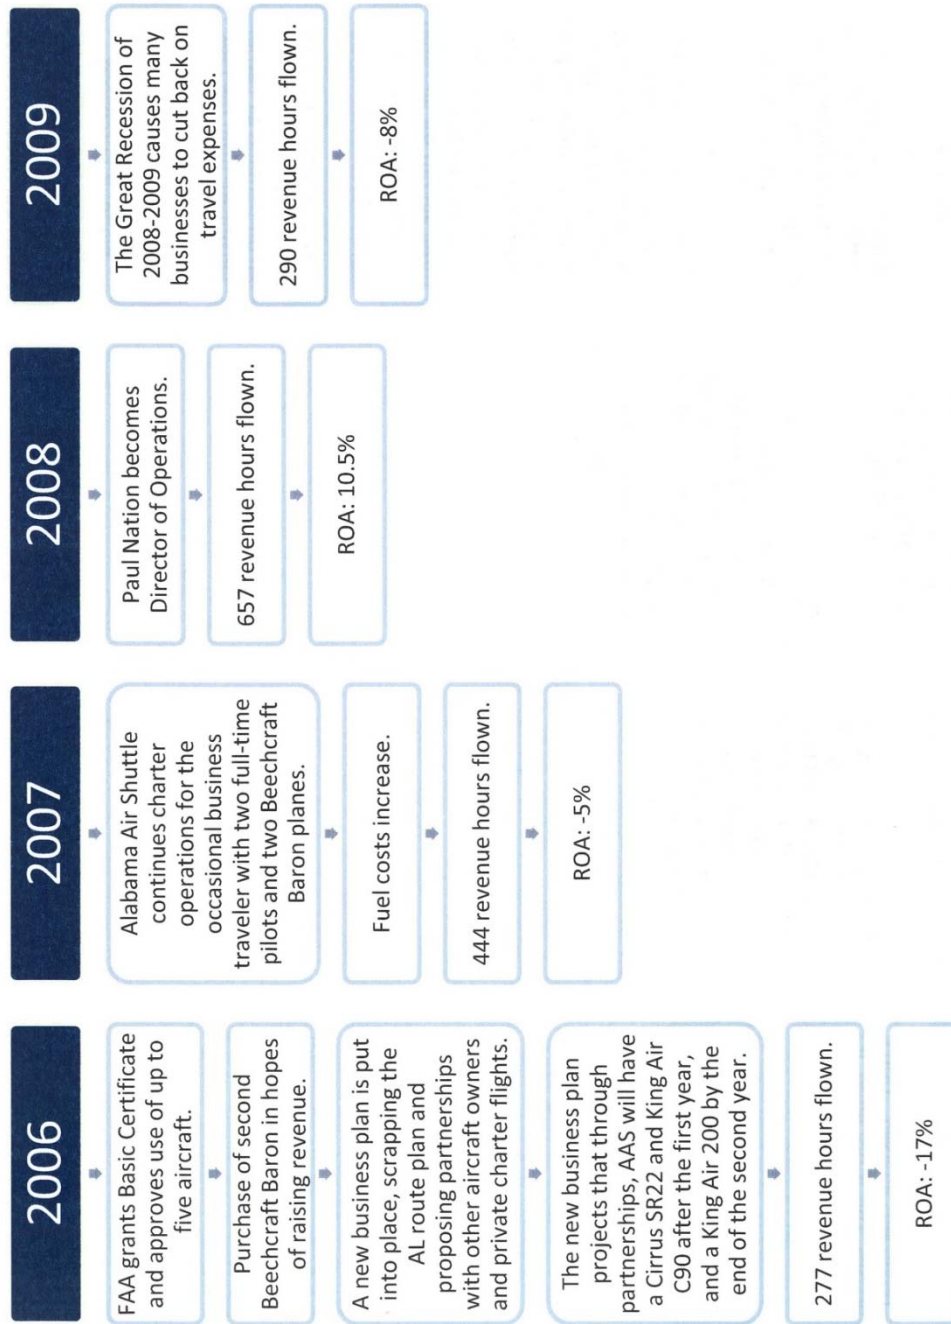 2006
FAA grants Basic Certificate
and approves use of up to
five aircraft.
Purchase of second
Beechcraft Baron in hopes
of raising revenue.
A new business plan is put
into place, scrapping the
AL route plan and
proposing partnerships
with other aircraft owners
and private charter flights.
The new business plan
projects that through
partnerships, AAS will have
a Cirrus SR22 and King Air
C90 after the first year,
and a King Air 200 by the
end of the second year.
277 revenue hours flown.
ROA: -17%
2007
Alabama Air Shuttle
continues charter
operations for the
occasional business
traveler with two full-time
pilots and two Beechcraft
Baron planes.
Fuel costs increase.
444 revenue hours flown.
ROA: -5%
2008
Paul Nation becomes
Director of Operations.
657 revenue hours flown.
ROA: 10.5%
2009
The Great Recession of
2008-2009 causes many
businesses to cut back on
travel expenses.
290 revenue hours flown.
ROA: -8%